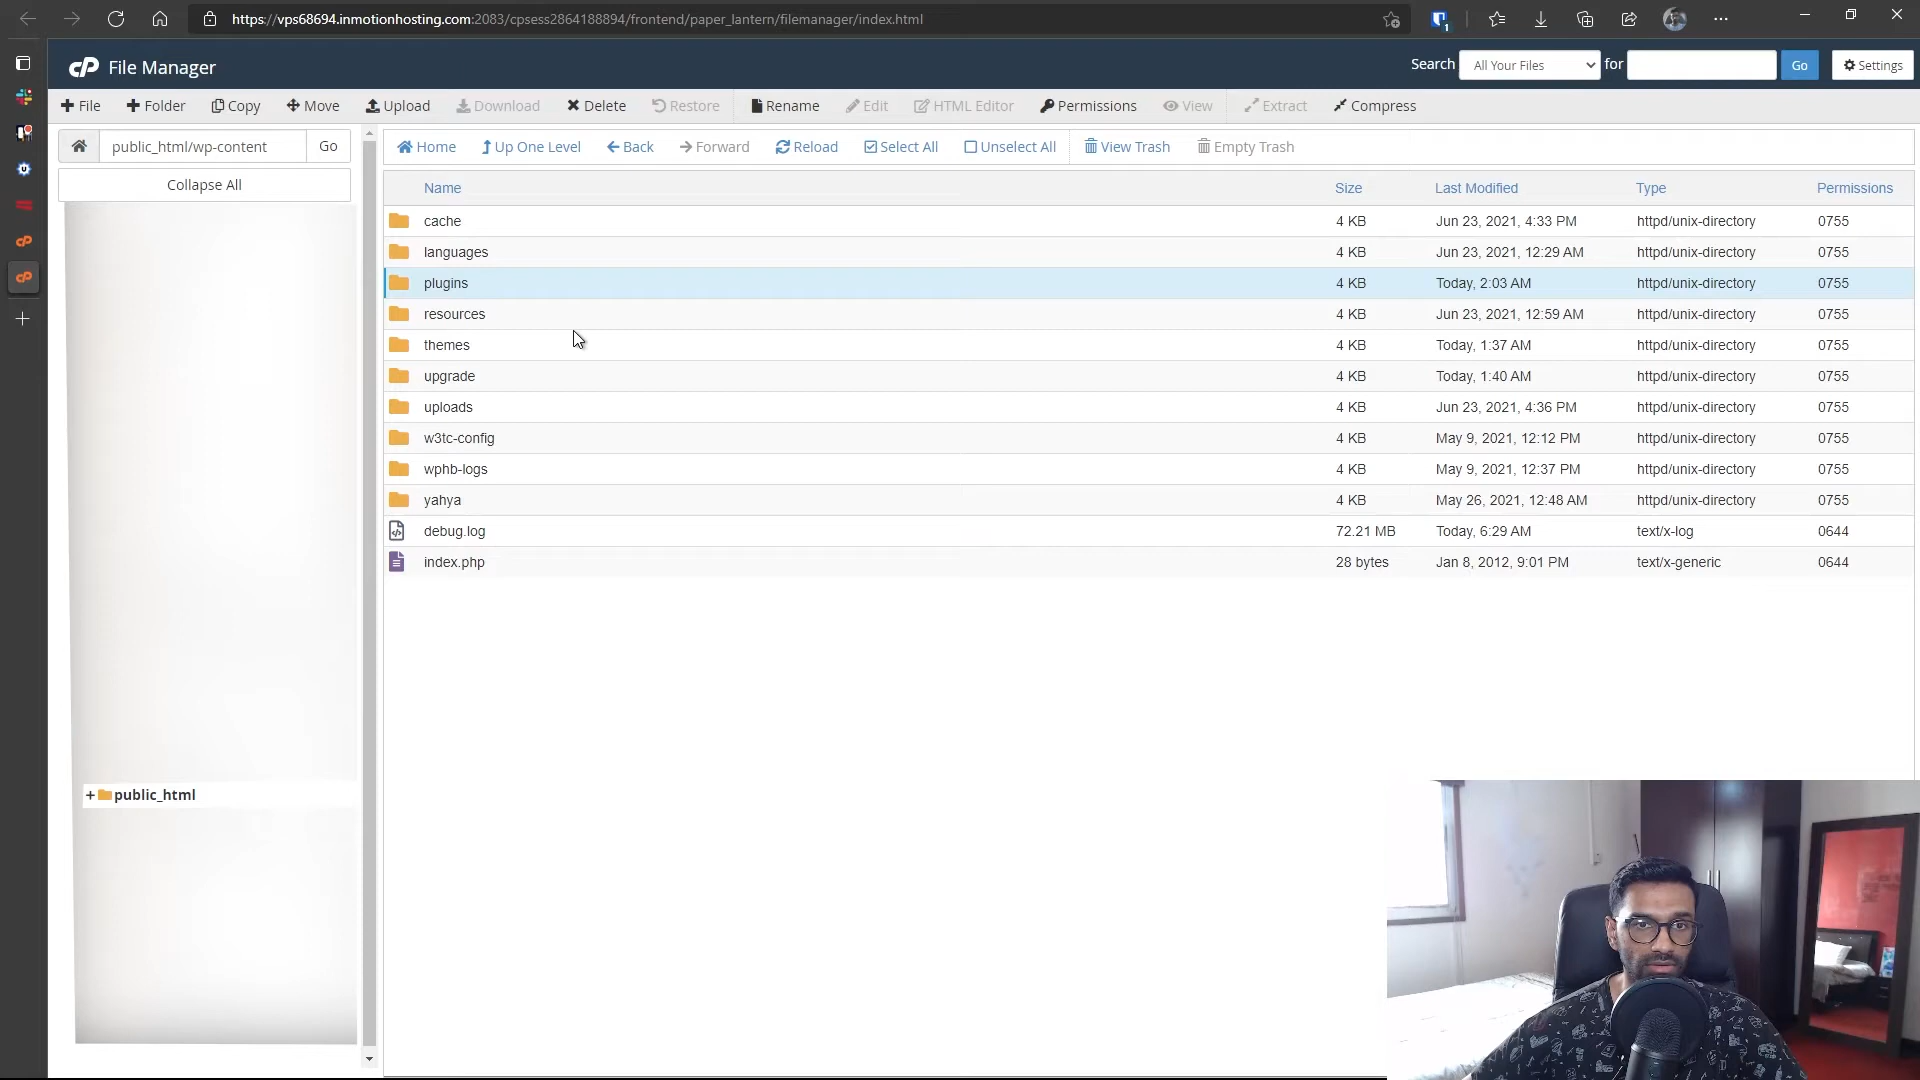 https://vps68694.inmotionhosting.com:2083/cpsess2864188894/frontend/paper_lantern/filemanager/index.html
1
cP File Manager
Search All Your Files for Go Settings
File Folder Copy Move Upload Download Delete Restore Rename Edit HTML Editor Permissions View Extract Compress
public_html/wp-content Go
Home Up One Level Back Forward Reload Select All Unselect All View Trash Empty Trash
Collapse All
+ public_html
Name Size Last Modified Type Permissions
cache 4 KB Jun 23, 2021, 4:33 PM httpd/unix-directory 0755
languages 4 KB Jun 23, 2021, 12:29 AM httpd/unix-directory 0755
plugins 4 KB Today, 2:03 AM httpd/unix-directory 0755
resources 4 KB Jun 23, 2021, 12:59 AM httpd/unix-directory 0755
themes 4 KB Today, 1:37 AM httpd/unix-directory 0755
upgrade 4 KB Today, 1:40 AM httpd/unix-directory 0755
uploads 4 KB Jun 23, 2021, 4:36 PM httpd/unix-directory 0755
w3tc-config 4 KB May 9, 2021, 12:12 PM httpd/unix-directory 0755
wphb-logs 4 KB May 9, 2021, 12:37 PM httpd/unix-directory 0755
yahya 4 KB May 26, 2021, 12:48 AM httpd/unix-directory 0755
debug.log 72.21 MB Today, 6:29 AM text/x-log 0644
index.php 28 bytes Jan 8, 2012, 9:01 PM text/x-generic 0644